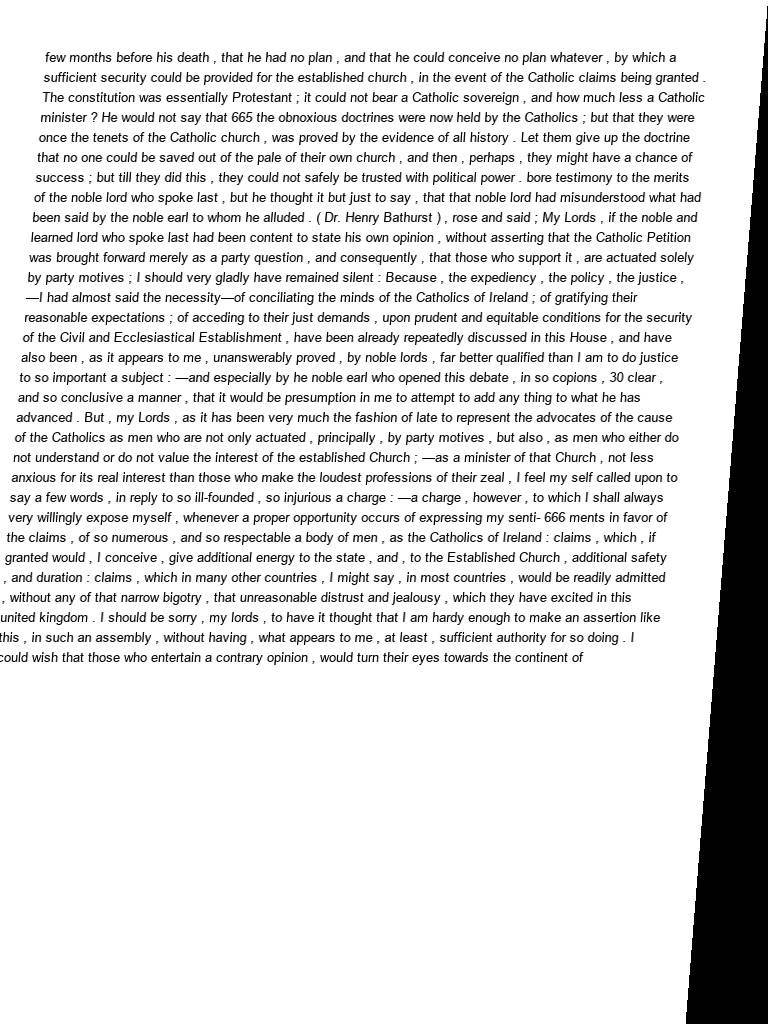 few months before his death , that he had no plan , and that he could conceive no plan whatever , by which a
sufficient security could be provided for the established church , in the event of the Catholic claims being granted .
The constitution was essentially Protestant ; it could not bear a Catholic sovereign , and how much less a Catholic
minister ? He would not say that 665 the obnoxious doctrines were now held by the Catholics ; but that they were
once the tenets of the Catholic church , was proved by the evidence of all history . Let them give up the doctrine
that no one could be saved out of the pale of their own church , and then , perhaps , they might have a chance of
success ; but till they did this , they could not safely be trusted with political power . bore testimony to the merits
of the noble lord who spoke last , but he thought it but just to say , that that noble lord had misunderstood what had
been said by the noble earl to whom he alluded . ( Dr. Henry Bathurst ) , rose and said ; My Lords , if the noble and
learned lord who spoke last had been content to state his own opinion , without asserting that the Catholic Petition
was brought forward merely as a party question , and consequently , that those who support it , are actuated solely
by party motives ; I should very gladly have remained silent : Because , the expediency , the policy , the justice ,
—I had almost said the necessity—of conciliating the minds of the Catholics of Ireland ; of gratifying their
reasonable expectations ; of acceding to their just demands , upon prudent and equitable conditions for the security
of the Civil and Ecclesiastical Establishment , have been already repeatedly discussed in this House , and have
also been , as it appears to me , unanswerably proved , by noble lords , far better qualified than I am to do justice
to so important a subject : —and especially by he noble earl who opened this debate , in so copions , 30 clear ,
and so conclusive a manner , that it would be presumption in me to attempt to add any thing to what he has
advanced . But , my Lords , as it has been very much the fashion of late to represent the advocates of the cause
of the Catholics as men who are not only actuated , principally , by party motives , but also , as men who either do
not understand or do not value the interest of the established Church ; —as a minister of that Church , not less
anxious for its real interest than those who make the loudest professions of their zeal , I feel my self called upon to
say a few words , in reply to so ill-founded , so injurious a charge : —a charge , however , to which I shall always
very willingly expose myself , whenever a proper opportunity occurs of expressing my senti- 666 ments in favor of
the claims , of so numerous , and so respectable a body of men , as the Catholics of Ireland : claims , which , if
granted would , I conceive , give additional energy to the state , and , to the Established Church , additional safety
, and duration : claims , which in many other countries , I might say , in most countries , would be readily admitted
, without any of that narrow bigotry , that unreasonable distrust and jealousy , which they have excited in this
united kingdom . I should be sorry , my lords , to have it thought that I am hardy enough to make an assertion like
this , in such an assembly , without having , what appears to me , at least , sufficient authority for so doing . I
could wish that those who entertain a contrary opinion , would turn their eyes towards the continent of